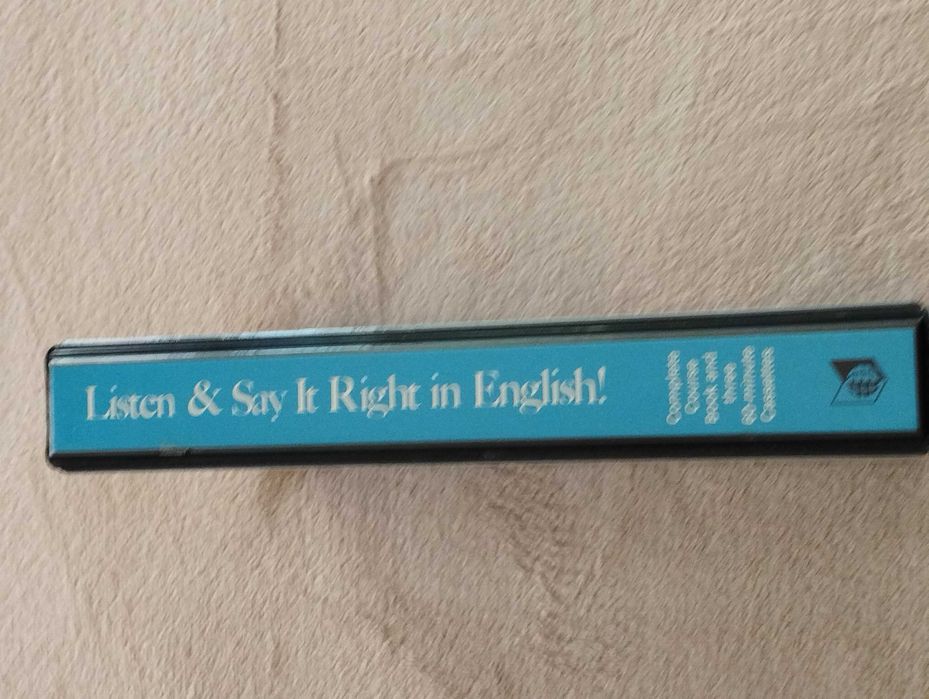 Listen & Say It Right in English!
Complete
Course
Book and
three
60-minute
Cassettes